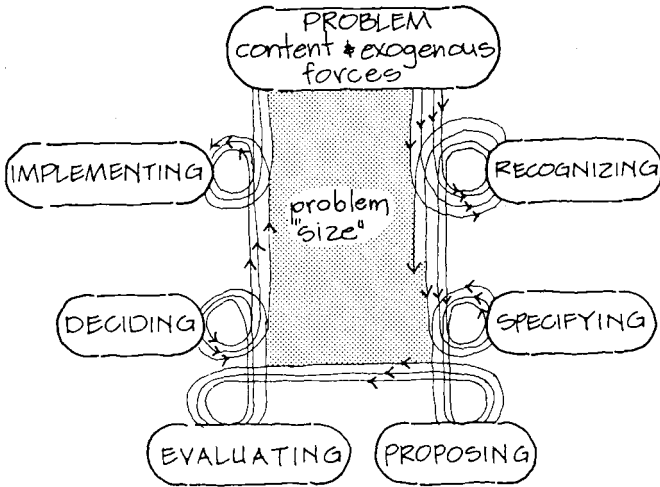 PROBLEM
content & exogenous
forces
IMPLEMENTING
RECOGNIZING
problem
"size"
DECIDING
SPECIFYING
EVALUATING
PROPOSING